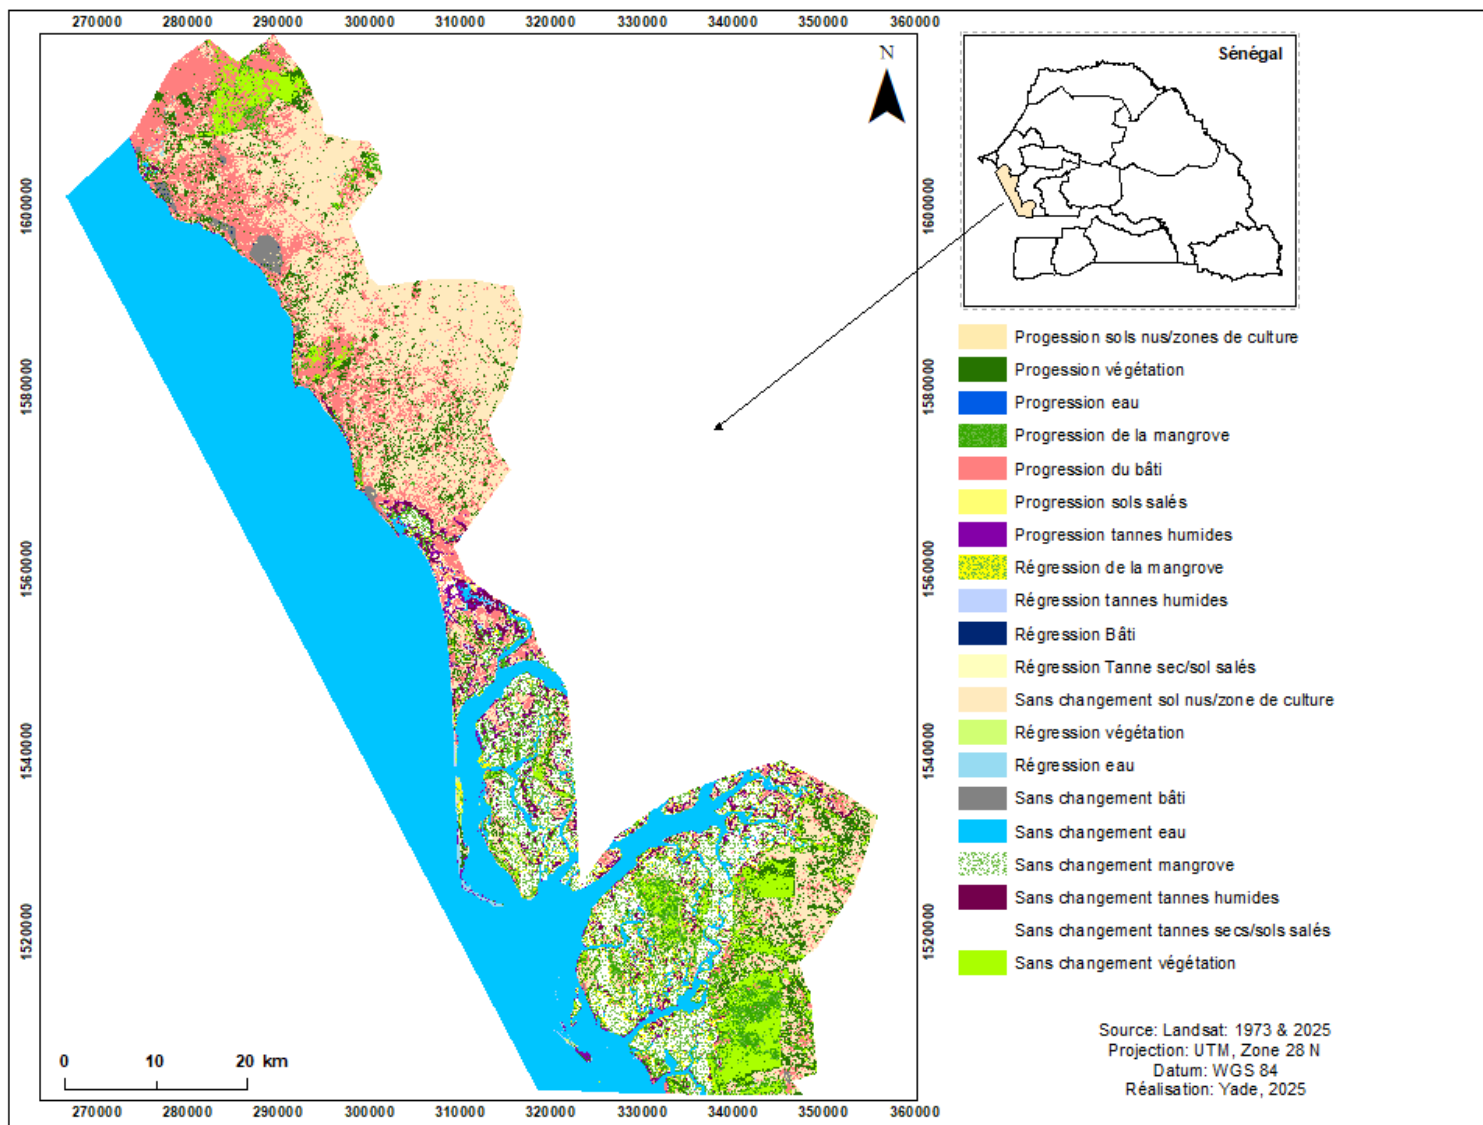 270000 280000 290000 300000 310000 320000 330000 340000 350000 360000
N
Sénégal
1600000
1580000
1560000
1540000
1520000
1600000
1580000
1560000
1540000
1520000
Progession sols nus/zones de culture
Progession végétation
Progression eau
Progression de la mangrove
Progression du bâti
Progression sols salés
Progression tannes humides
Régression de la mangrove
Régression tannes humides
Régression Bâti
Régression Tanne sec/sol salés
Sans changement sol nus/zone de culture
Régression végétation
Régression eau
Sans changement bâti
Sans changement eau
Sans changement mangrove
Sans changement tannes humides
Sans changement tannes secs/sols salés
Sans changement végétation
0 10 20 km
270000 280000 290000 300000 310000 320000 330000 340000 350000 360000
Source: Landsat: 1973 & 2025
Projection: UTM, Zone 28 N
Datum: WGS 84
Réalisation: Yade, 2025